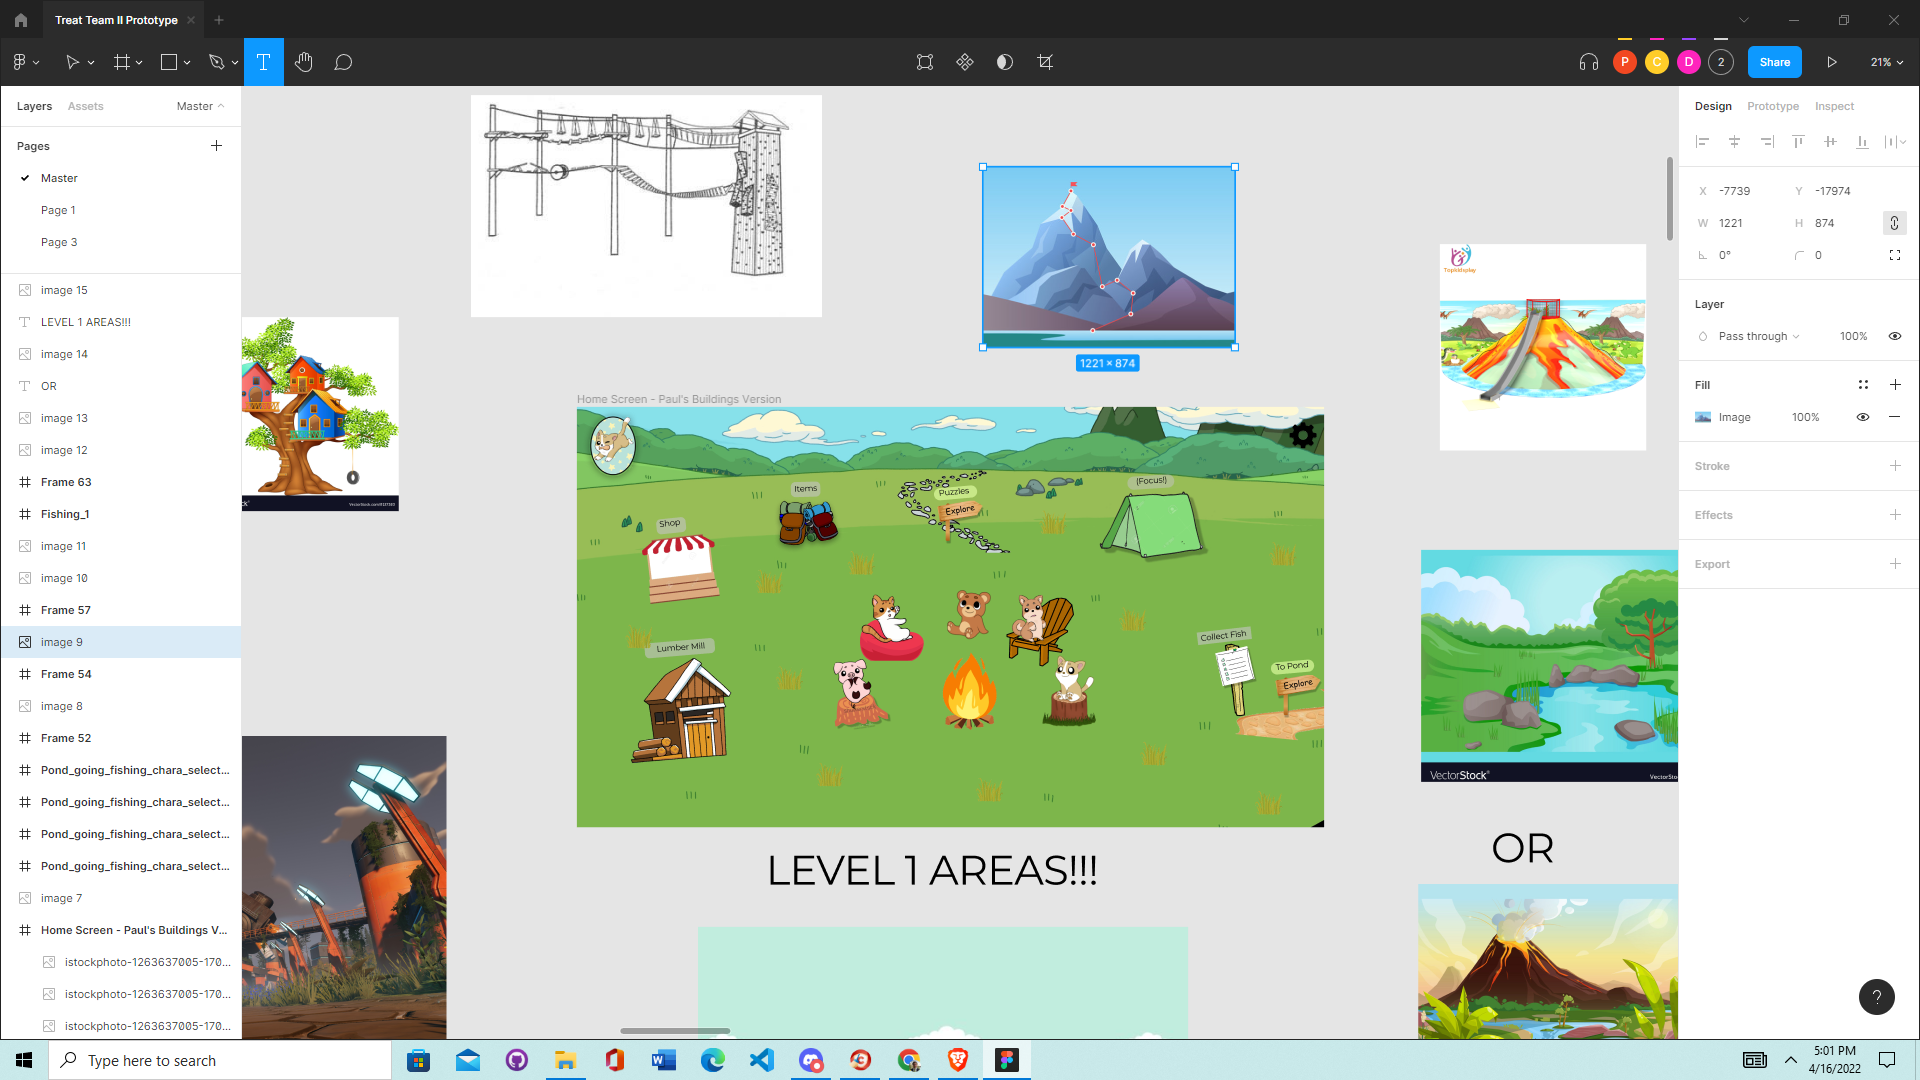 Treat Team II Prototype
P
C
D
2
Share
21%
Layers
Assets
Master
Pages
Master
Page 1
Page 3
image 15
LEVEL 1 AREAS!!!
image 14
OR
image 13
image 12
Frame 63
Fishing_1
image 11
image 10
Frame 57
image 9
Frame 54
image 8
Frame 52
Pond_going_fishing_chara_select...
Pond_going_fishing_chara_select...
Pond_going_fishing_chara_select...
Pond_going_fishing_chara_select...
image 7
Home Screen - Paul's Buildings V...
istockphoto-1263637005-170...
istockphoto-1263637005-170...
istockphoto-1263637005-170...
1221 × 874
Topkidsplay
Home Screen - Paul's Buildings Version
Items
Puzzles
Explore
(Focus!)
Shop
Lumber Mill
Collect Fish
To Pond
Explore
VectorStock®
VectorSto
LEVEL 1 AREAS!!!
OR
Design
Prototype
Inspect
X -7739
Y -17974
W 1221
H 874
0°
0
Layer
Pass through
100%
Fill
Image
100%
Stroke
Effects
Export
?
Type here to search
5:01 PM
4/16/2022